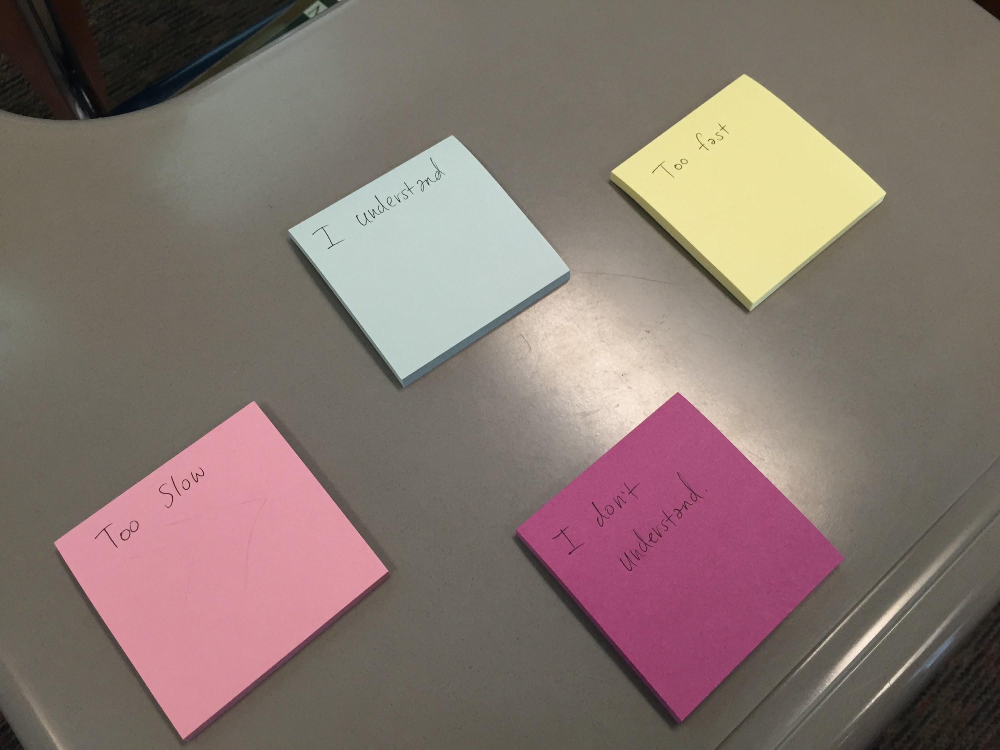 I understand
Too fast
Too Slow
I don't
understand.